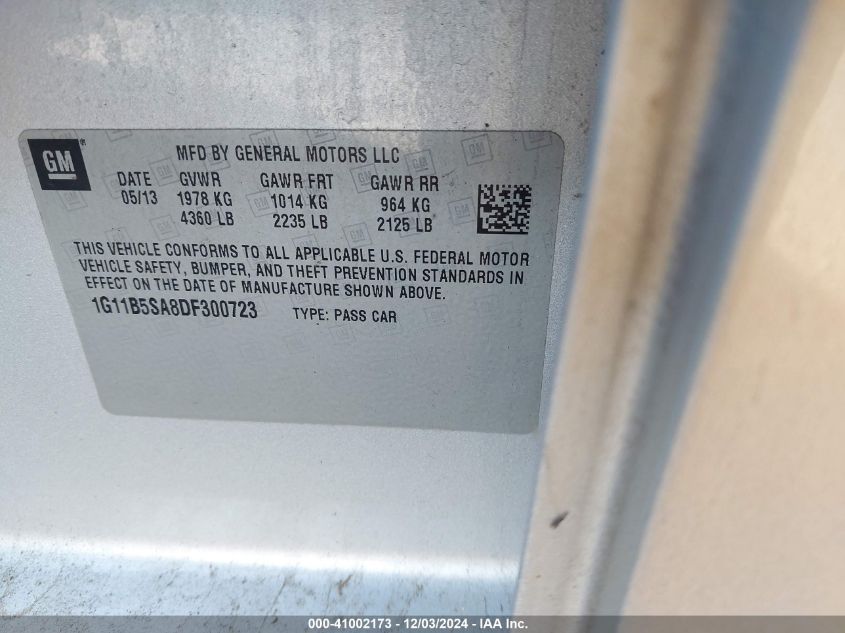 GM
MFD BY GENERAL MOTORS LLC
DATE GVWR GAWR FRT GAWR RR
05/13 1978 KG 1014 KG 964 KG
4360 LB 2235 LB 2125 LB
THIS VEHICLE CONFORMS TO ALL APPLICABLE U.S. FEDERAL MOTOR
VEHICLE SAFETY, BUMPER, AND THEFT PREVENTION STANDARDS IN
EFFECT ON THE DATE OF MANUFACTURE SHOWN ABOVE.
1G11B5SA8DF300723 TYPE: PASS CAR
000-41002173 - 12/03/2024 - IAA Inc.